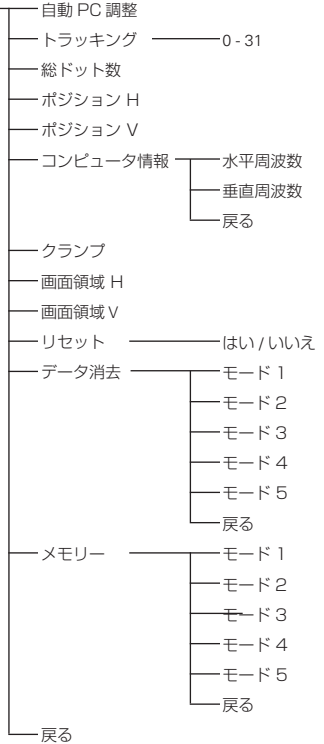 自動 PC 調整
トラッキング 0 - 31
総ドット数
ポジション H
ポジション V
コンピュータ情報 水平周波数
垂直周波数
戻る
クランプ
画面領域 H
画面領域 V
リセット はい / いいえ
データ消去 モード 1
モード 2
モード 3
モード 4
モード 5
戻る
メモリー モード 1
モード 2
モード 3
モード 4
モード 5
戻る
戻る